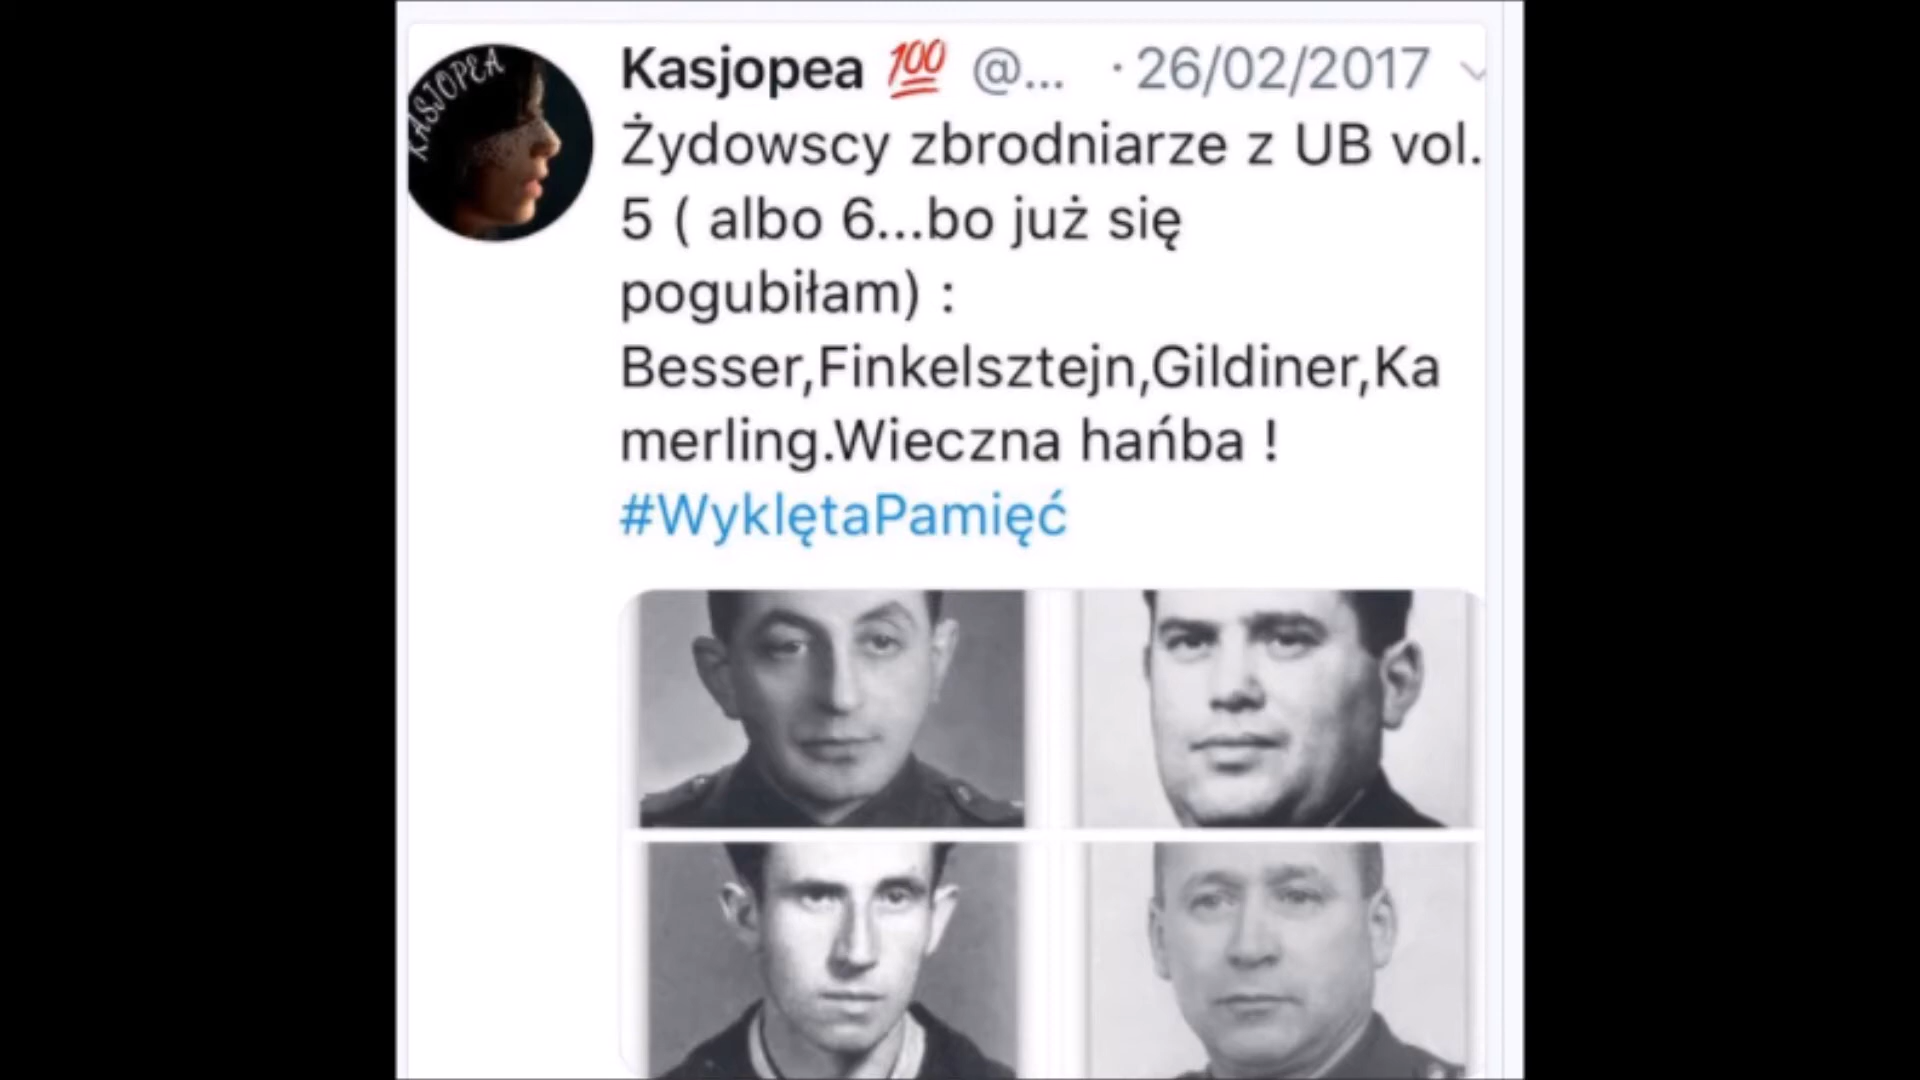 KASJOPEA
Kasjopea 💯 @... · 26/02/2017
Żydowscy zbrodniarze z UB vol.
5 ( albo 6...bo już się
pogubiłam) :
Besser,Finkelsztejn,Gildiner,Ka
merling.Wieczna hańba !
#WyklętaPamięć